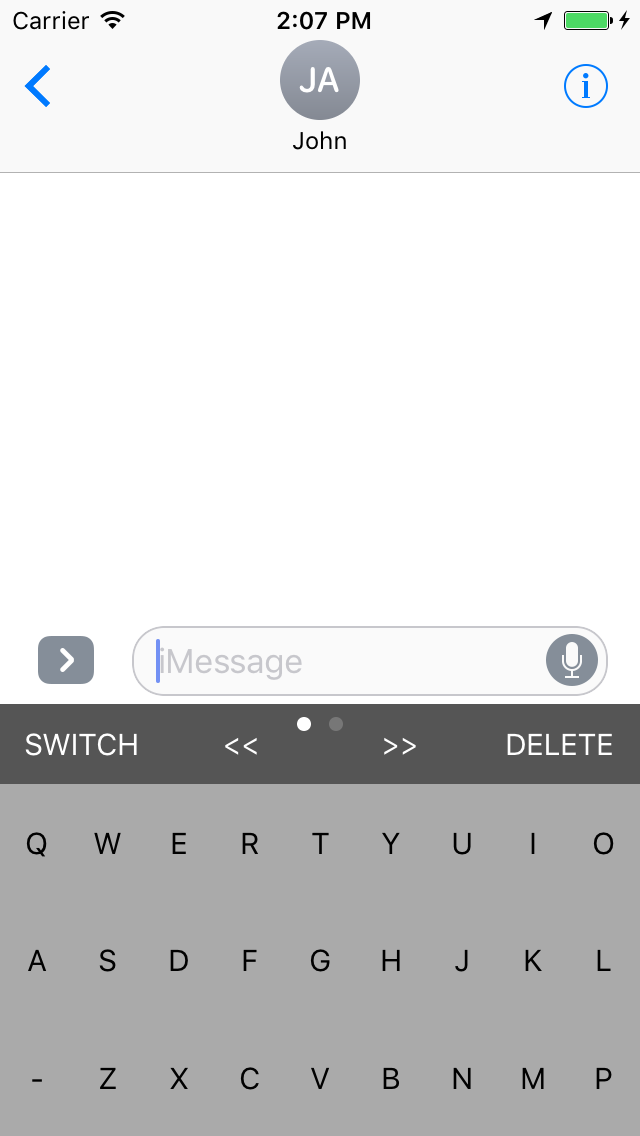 Carrier 2:07 PM
JA
John
i
iMessage
SWITCH << >> DELETE
Q W E R T Y U I O
A S D F G H J K L
- Z X C V B N M P